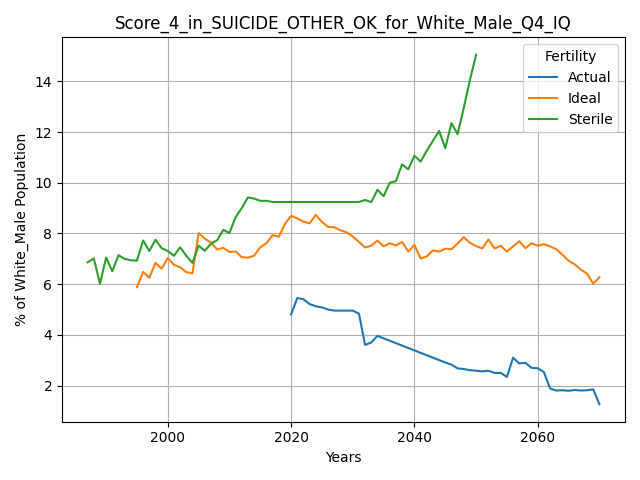 Score_4_in_SUICIDE_OTHER_OK_for_White_Male_Q4_IQ
Fertility
Actual
Ideal
Sterile
% of White_Male Population
14
12
10
8
6
4
2
2000
2020
2040
2060
Years